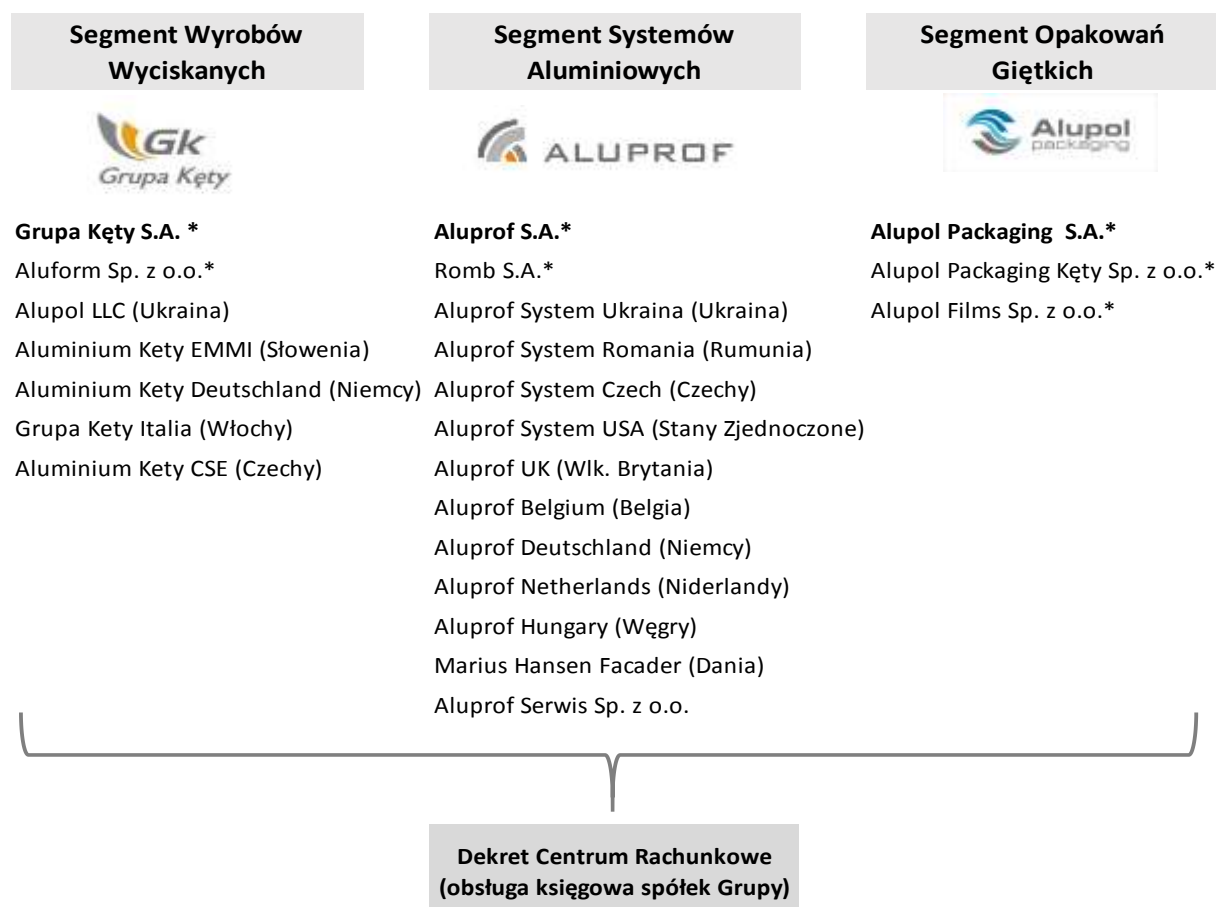 Segment Wyrobów
Wyciskanych
Gk
Grupa Kęty
Grupa Kęty S.A. *
Aluform Sp. z o.o.*
Alupol LLC (Ukraina)
Aluminium Kety EMMI (Słowenia)
Aluminium Kety Deutschland (Niemcy)
Grupa Kety Italia (Włochy)
Aluminium Kety CSE (Czechy)
Segment Systemów
Aluminiowych
ALUPROF
Aluprof S.A.*
Romb S.A.*
Aluprof System Ukraina (Ukraina)
Aluprof System Romania (Rumunia)
Aluprof System Czech (Czechy)
Aluprof System USA (Stany Zjednoczone)
Aluprof UK (Wlk. Brytania)
Aluprof Belgium (Belgia)
Aluprof Deutschland (Niemcy)
Aluprof Netherlands (Niderlandy)
Aluprof Hungary (Węgry)
Marius Hansen Facader (Dania)
Aluprof Serwis Sp. z o.o.
Segment Opakowań
Giętkich
Alupol
packaging
Alupol Packaging S.A.*
Alupol Packaging Kęty Sp. z o.o.*
Alupol Films Sp. z o.o.*
Dekret Centrum Rachunkowe
(obsługa księgowa spółek Grupy)